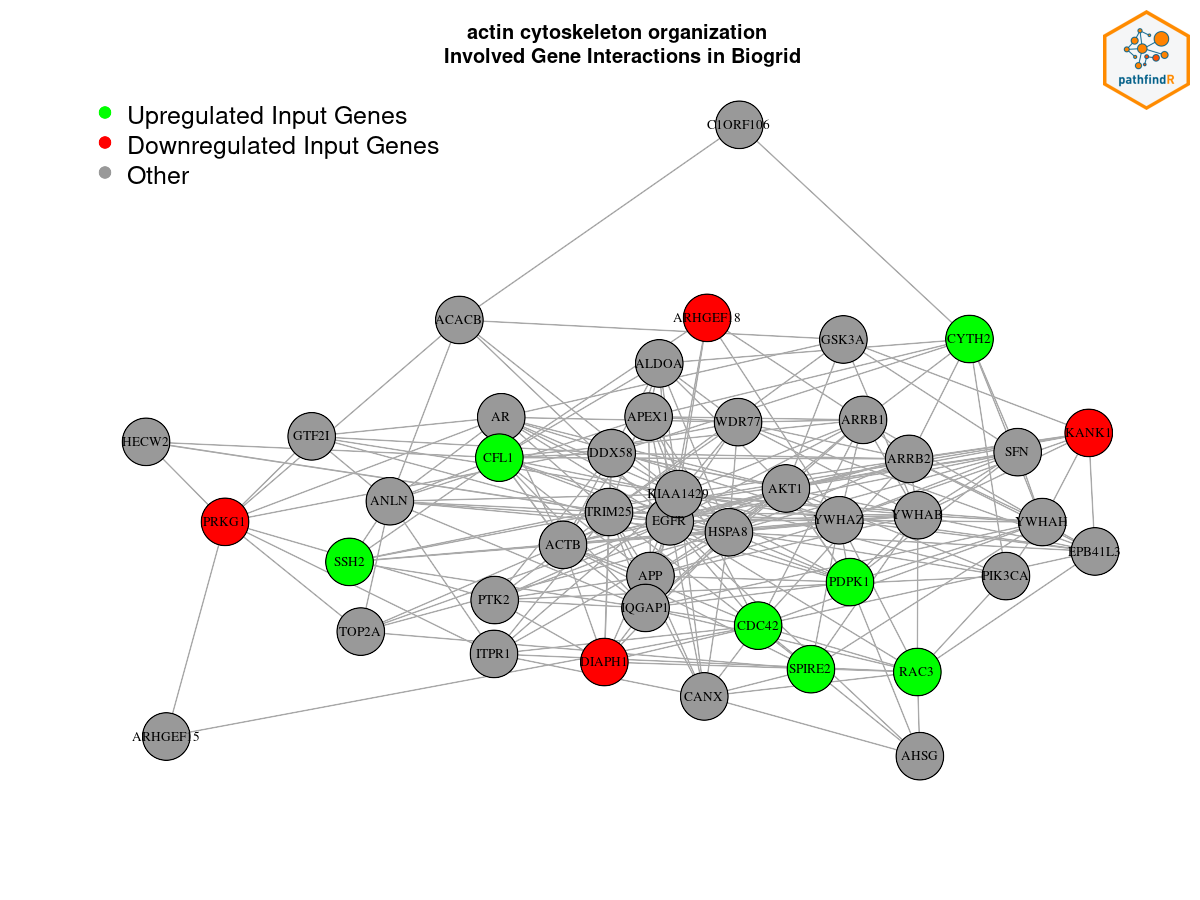 actin cytoskeleton organization
Involved Gene Interactions in Biogrid
pathfindR
Upregulated Input Genes
Downregulated Input Genes
Other
C1ORF106
ACACB
ARHGEF18
GSK3A
CYTH2
ALDOA
AR
APEX1
WDR77
ARRB1
HECW2
GTF2I
KANK1
CFL1
DDX58
ARRB2
SFN
ANLN
KIAA1429
AKT1
PRKG1
TRIM25
EGFR
HSPA8
YWHAZ
YWHAB
YWHAH
ACTB
EPB41L3
SSH2
APP
PDPK1
PIK3CA
PTK2
IQGAP1
TOP2A
CDC42
ITPR1
DIAPH1
SPIRE2
RAC3
CANX
ARHGEF15
AHSG